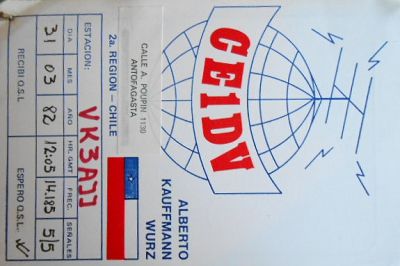 CE1DV
ALBERTO
KAUFFMANN
WURZ
CALLE A. POUPIN 1130
ANTOFAGASTA
2a. REGION - CHILE
ESTACION: VK3AJJ
DIA MES AÑO HR. GMT FREC. SEÑALES
31 03 82 12:05 14.185 5/5
RECIBI Q.S.L. ESPERO Q.S.L. ✓